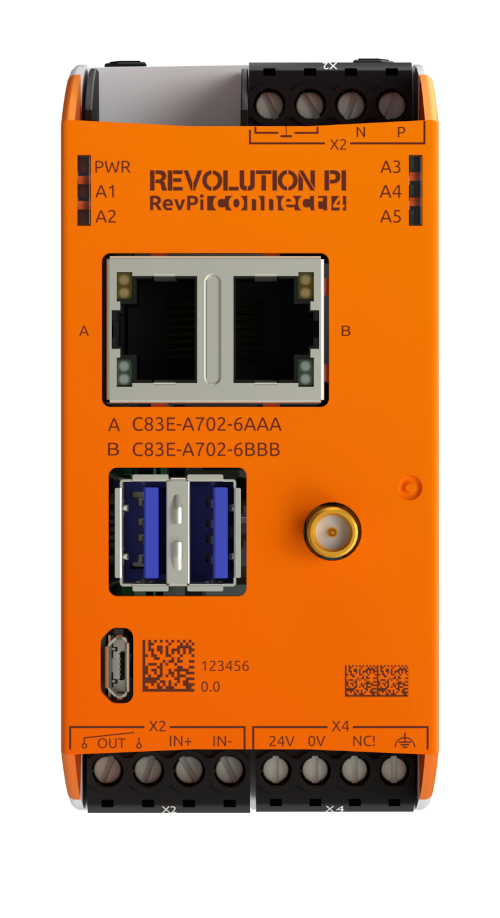 X2
N P
X2
PWR
A1
A2
A3
A4
A5
REVOLUTION PI
RevPi connect 4
A
B
A C83E-A702-6AAA
B C83E-A702-6BBB
123456
0.0
X2
X4
OUT IN+ IN-
24V 0V NC!
X2
X4